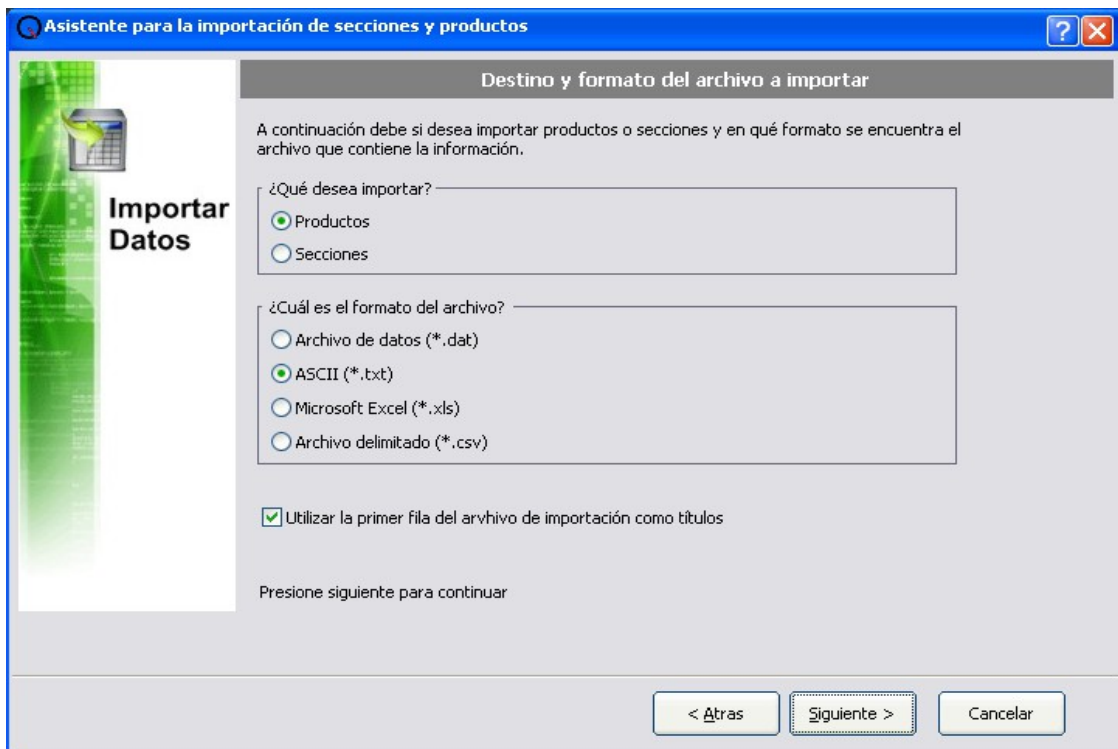 Asistente para la importación de secciones y productos
Destino y formato del archivo a importar
Importar
Datos
A continuación debe si desea importar productos o secciones y en qué formato se encuentra el
archivo que contiene la información.
¿Qué desea importar?
Productos
Secciones
¿Cuál es el formato del archivo?
Archivo de datos (*.dat)
ASCII (*.txt)
Microsoft Excel (*.xls)
Archivo delimitado (*.csv)
Utilizar la primer fila del arvhivo de importación como títulos
Presione siguiente para continuar
< Atras
Siguiente >
Cancelar